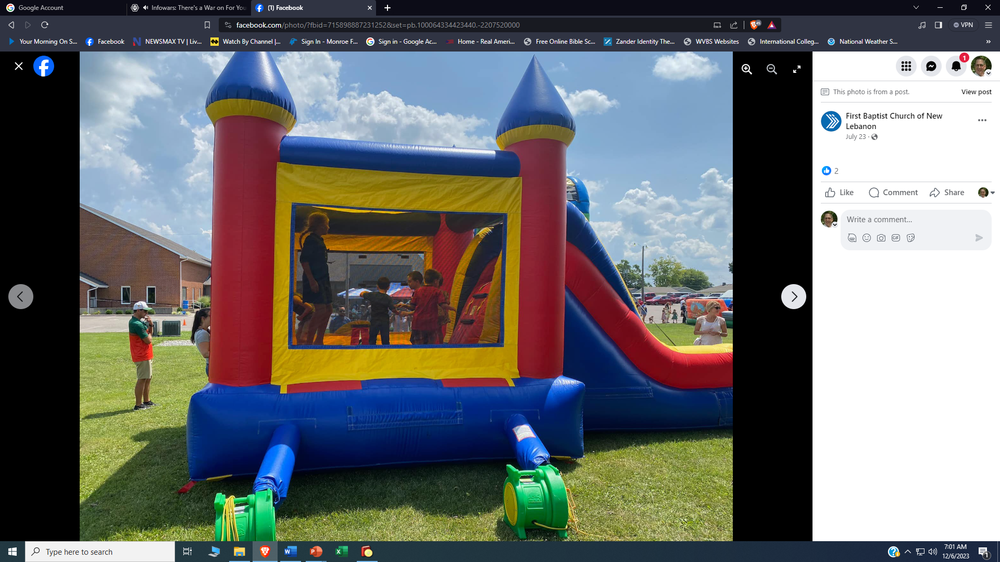 Google Account
Infowars: There's a War on For You
(1) Facebook
facebook.com/photo/?fbid=715898887231252&set=pb.100064334423440.-2207520000
45
VPN
Your Morning On S...
Facebook
NEWSMAX TV | Liv...
Watch By Channel |...
Sign In - Monroe F...
Sign in - Google Ac...
Home - Real Ameri...
Free Online Bible Sc...
Zander Identity The...
WVBS Websites
International Colleg...
National Weather S...
1
This photo is from a post.
View post
First Baptist Church of New
Lebanon
July 23 ·
2
Like
Comment
Share
Write a comment...
GIF
Type here to search
7:01 AM
12/6/2023
1